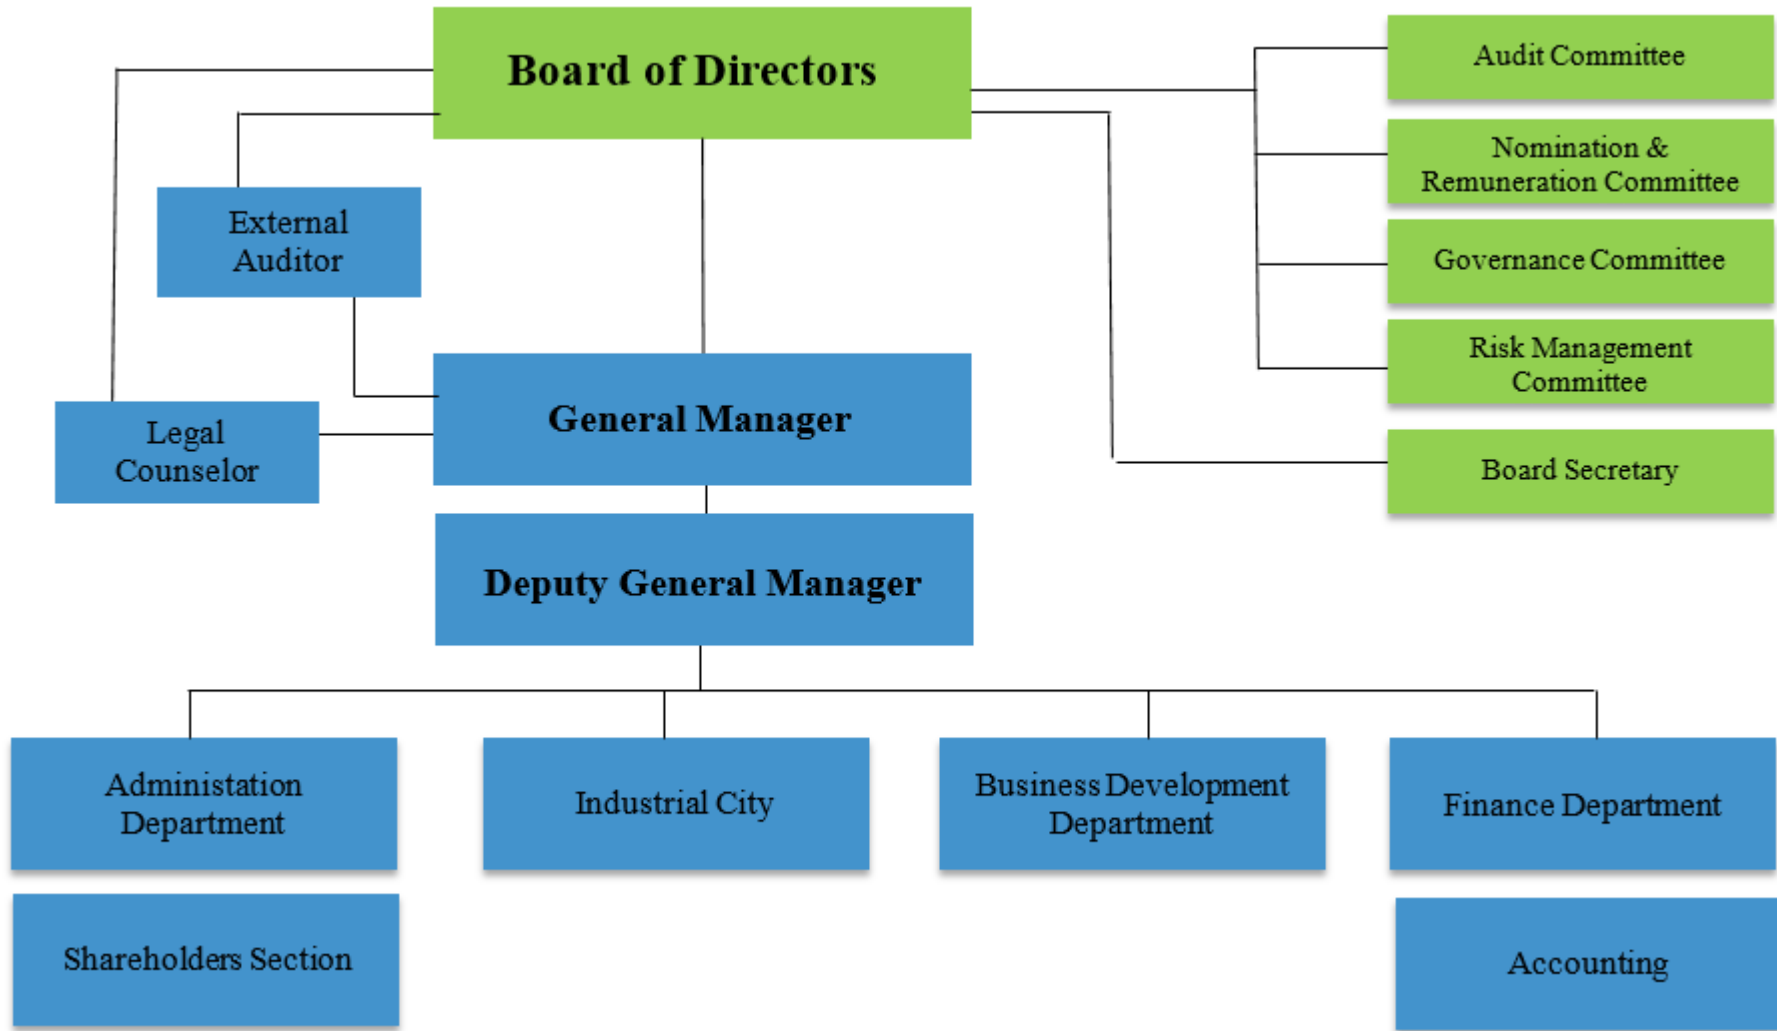 Board of Directors
Audit Committee
Nomination &
Remuneration Committee
Governance Committee
Risk Management
Committee
Board Secretary
External
Auditor
Legal
Counselor
General Manager
Deputy General Manager
Administation
Department
Industrial City
Business Development
Department
Finance Department
Shareholders Section
Accounting